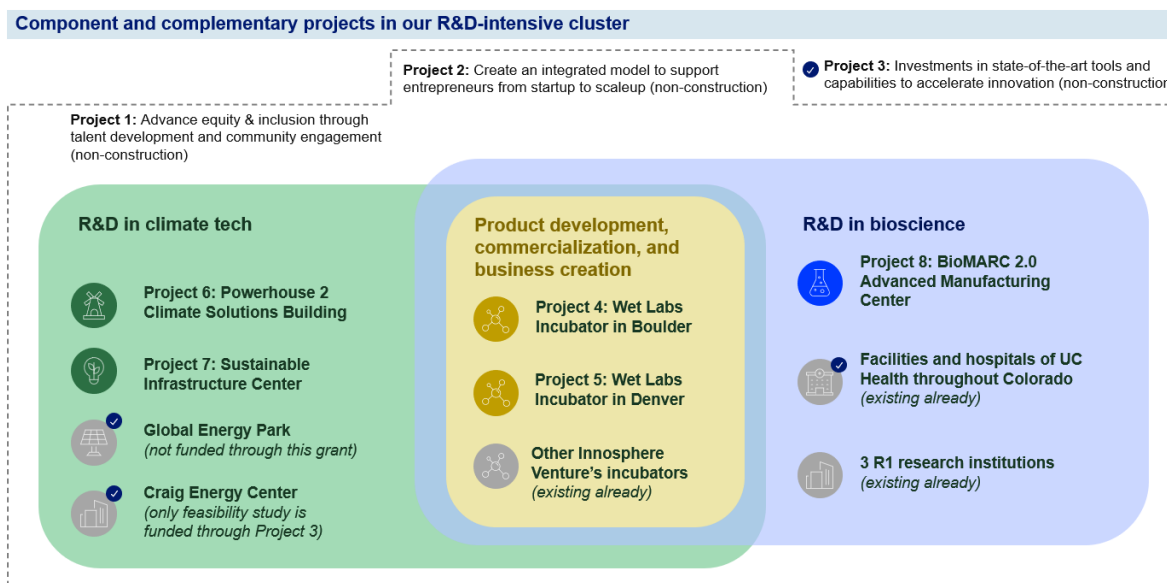 Component and complementary projects in our R&D-intensive cluster
Project 2: Create an integrated model to support
entrepreneurs from startup to scaleup (non-construction)
Project 3: Investments in state-of-the-art tools and
capabilities to accelerate innovation (non-construction
Project 1: Advance equity & inclusion through
talent development and community engagement
(non-construction)
R&D in climate tech
Project 6: Powerhouse 2
Climate Solutions Building
Project 7: Sustainable
Infrastructure Center
Global Energy Park
(not funded through this grant)
Craig Energy Center
(only feasibility study is
funded through Project 3)
Product development,
commercialization, and
business creation
Project 4: Wet Labs
Incubator in Boulder
Project 5: Wet Labs
Incubator in Denver
Other Innosphere
Venture’s incubators
(existing already)
R&D in bioscience
Project 8: BioMARC 2.0
Advanced Manufacturing
Center
Facilities and hospitals of UC
Health throughout Colorado
(existing already)
3 R1 research institutions
(existing already)